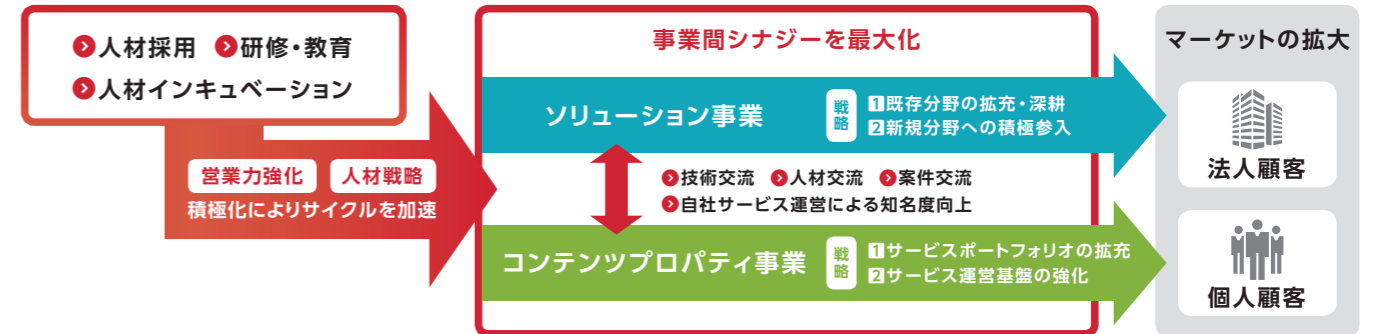 人材採用 研修・教育
人材インキュベーション
営業力強化 人材戦略
積極化によりサイクルを加速
事業間シナジーを最大化
ソリューション事業
戦略
1既存分野の拡充・深耕
2新規分野への積極参入
技術交流 人材交流 案件交流
自社サービス運営による知名度向上
コンテンツプロパティ事業
戦略
1サービスポートフォリオの拡充
2サービス運営基盤の強化
マーケットの拡大
法人顧客
個人顧客